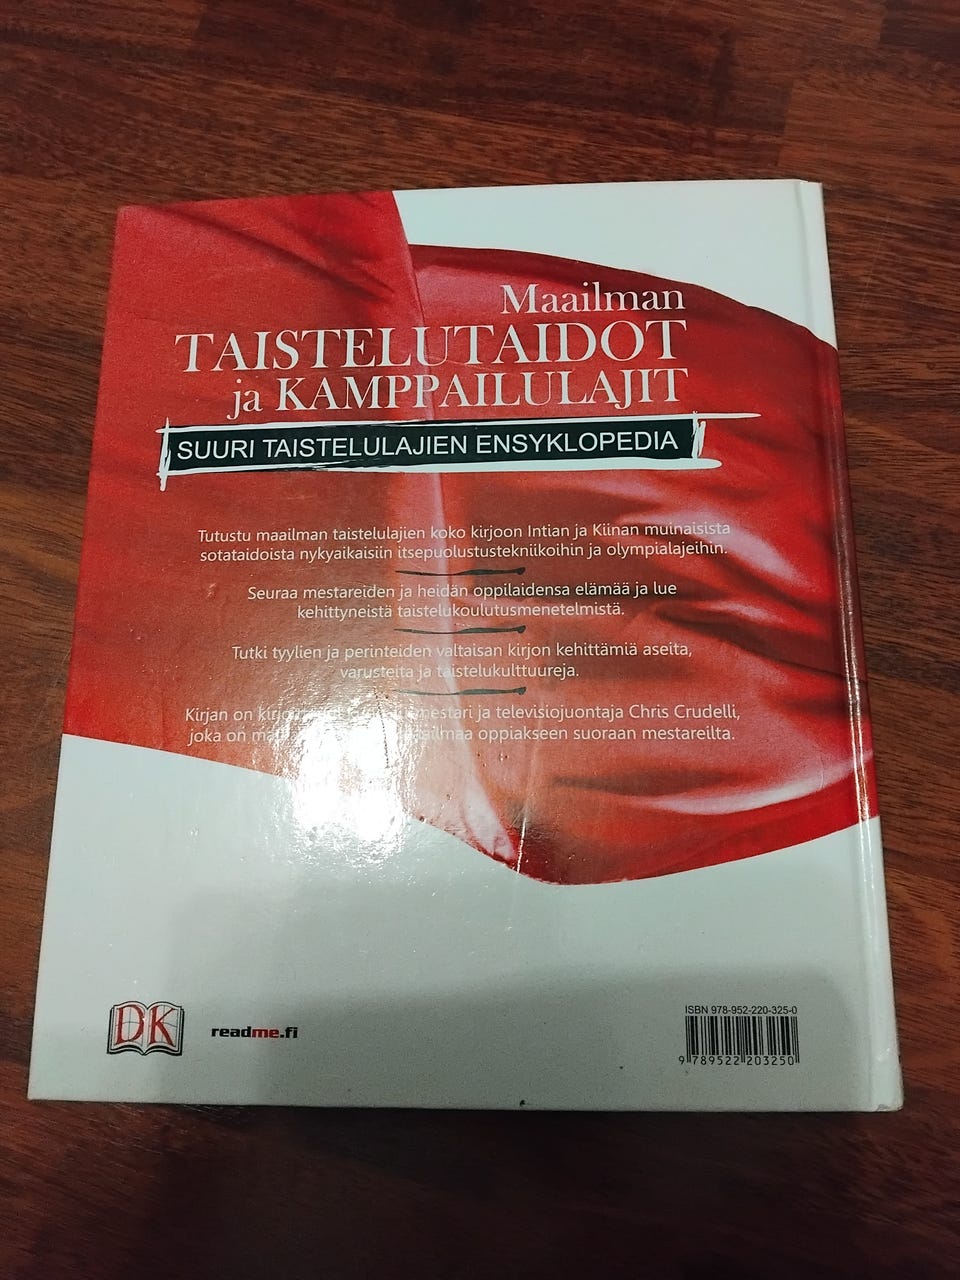 Maailman
TAISTELUTAIDOT
ja KAMPPAILULAJIT
SUURI TAISTELULAJIEN ENSYKLOPEDIA
Tutustu maailman taistelulajien koko kirjoon Intian ja Kiinan muinaisista
sotataidoista nykyaikaisiin itsepuolustustekniikoihin ja olympialajeihin.
Seuraa mestareiden ja heidän oppilaidensa elämää ja lue
kehittyneistä taistelukoulutusmenetelmistä.
Tutki tyylien ja perinteiden valtaisan kirjon kehittämiä aseita,
varusteita ja taistelukulttuureja.
Kirjan on ja televisiojuontaja Chris Crudelli,
joka on oppiakseen suoraan mestareilta.
DK
readme.fi
ISBN 978-952-220-325-0
9 789522 203250